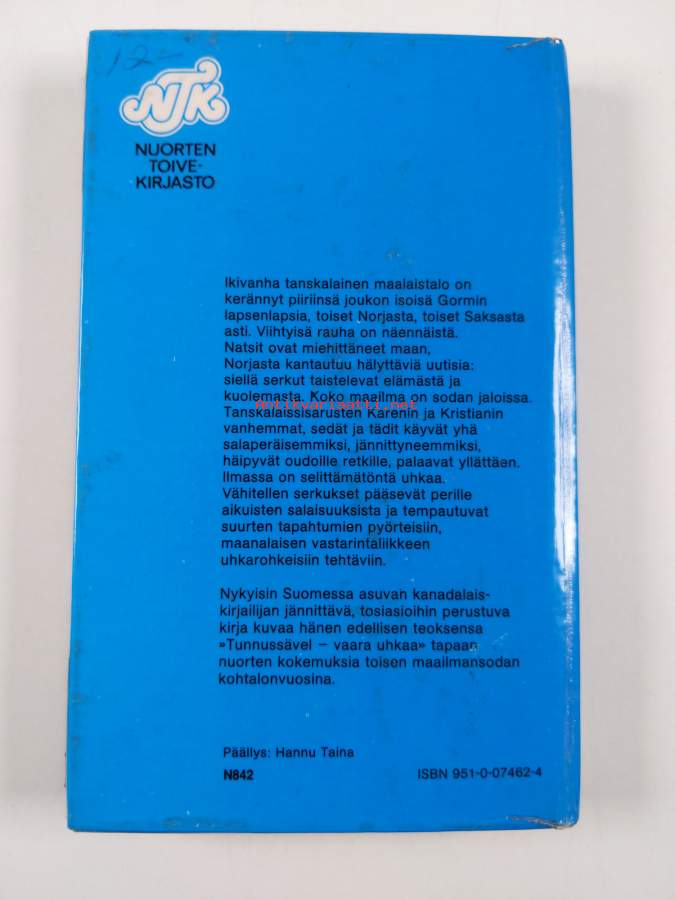 12-
NTK
NUORTEN
TOIVE-
KIRJASTO
Ikivanha tanskalainen maalaistalo on
kerännyt piiriinsä joukon isoisä Gormin
lapsenlapsia, toiset Norjasta, toiset Saksasta
asti. Viihtyisä rauha on näennäistä.
Natsit ovat miehittäneet maan,
Norjasta kantautuu hälyttäviä uutisia:
siellä serkut taistelevat elämästä ja
kuolemasta. Koko maailma on sodan jaloissa.
antikvariaatti.net
Tanskalaissisarusten Karenin ja Kristianin
vanhemmat, sedät ja tädit käyvät yhä
salaperäisemmiksi, jännittyneemmiksi,
häipyvät oudoille retkille, palaavat yllättäen.
Ilmassa on selittämätöntä uhkaa.
Vähitellen serkukset pääsevät perille
aikuisten salaisuuksista ja tempautuvat
suurten tapahtumien pyörteisiin,
maanalaisen vastarintaliikkeen
uhkarohkeisiin tehtäviin.
Nykyisin Suomessa asuvan kanadalais-
kirjailijan jännittävä, tosiasioihin perustuva
kirja kuvaa hänen edellisen teoksensa
»Tunnussävel – vaara uhkaa» tapaan
nuorten kokemuksia toisen maailmansodan
kohtalonvuosina.
Päällys: Hannu Taina
N842 ISBN 951-0-07462-4